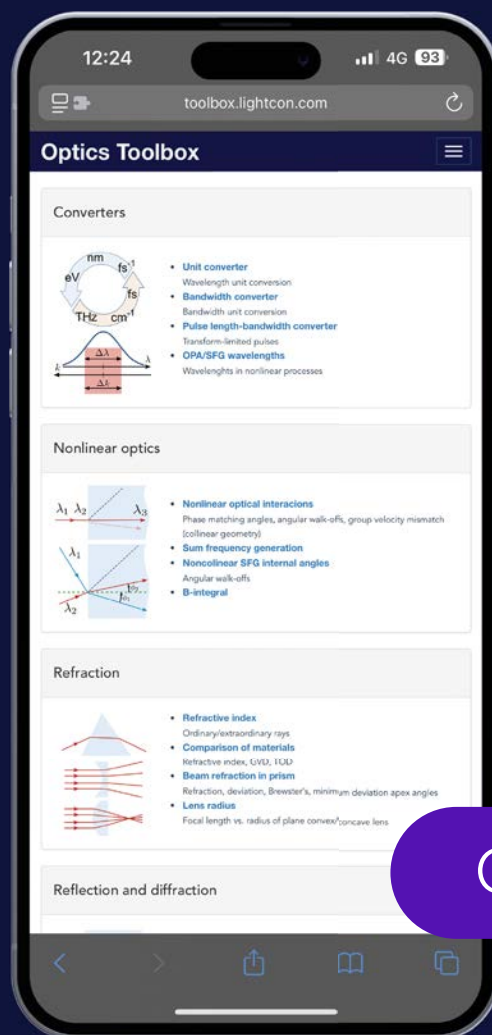 12:24
4G 93
toolbox.lightcon.com
Optics Toolbox
Converters
nm
fs⁻¹
eV
fs
THz cm⁻¹
Δλ
λ
k
Δk
Unit converter
Wavelength unit conversion
Bandwidth converter
Bandwidth unit conversion
Pulse length-bandwidth converter
Transform-limited pulses
OPA/SFG wavelengths
Wavelenghts in nonlinear processes
Nonlinear optics
λ₁ λ₂ λ₃
λ₁
λ₂
Nonlinear optical interacions
Phase matching angles, angular walk-offs, group velocity mismatch
(collinear geometry)
Sum frequency generation
Noncolinear SFG internal angles
Angular walk-offs
B-integral
Refraction
Refractive index
Ordinary/extraordinary rays
Comparison of materials
Refractive index, GVD, TOD
Beam refraction in prism
Refraction, deviation, Brewster's, minimum deviation apex angles
Lens radius
Focal length vs. radius of plane convex/concave lens
Reflection and diffraction